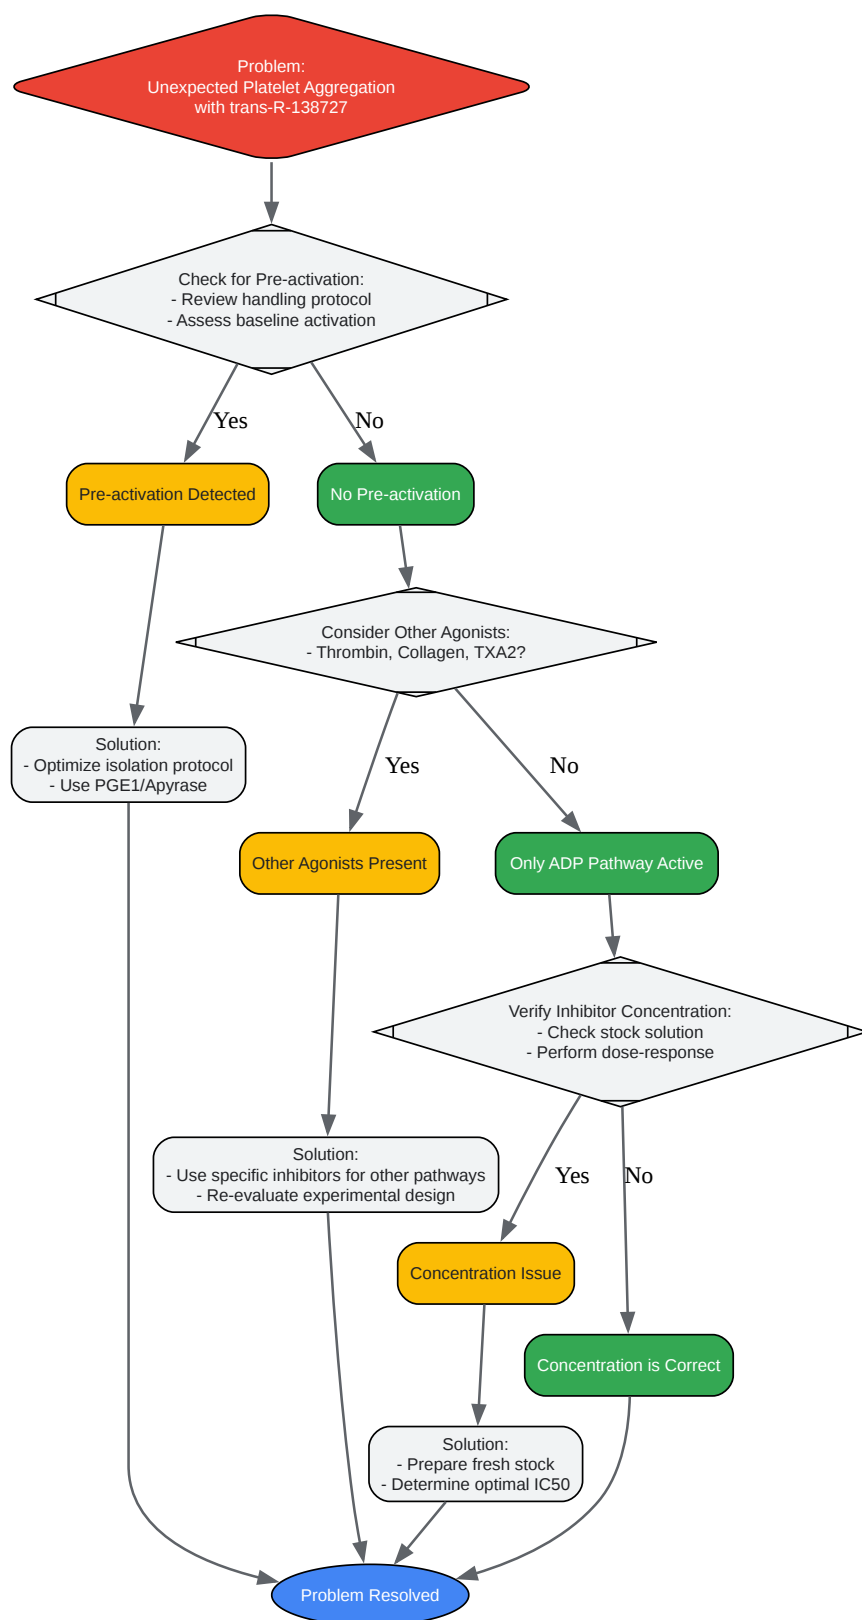 Problem:
Unexpected Platelet Aggregation
with trans-R-138727
Check for Pre-activation:
- Review handling protocol
- Assess baseline activation
Yes
No
Pre-activation Detected
No Pre-activation
Consider Other Agonists:
- Thrombin, Collagen, TXA2?
Solution:
- Optimize isolation protocol
- Use PGE1/Apyrase
Yes
No
Other Agonists Present
Only ADP Pathway Active
Verify Inhibitor Concentration:
- Check stock solution
- Perform dose-response
Solution:
- Use specific inhibitors for other pathways
- Re-evaluate experimental design
Yes
No
Concentration Issue
Concentration is Correct
Solution:
- Prepare fresh stock
- Determine optimal IC50
Problem Resolved